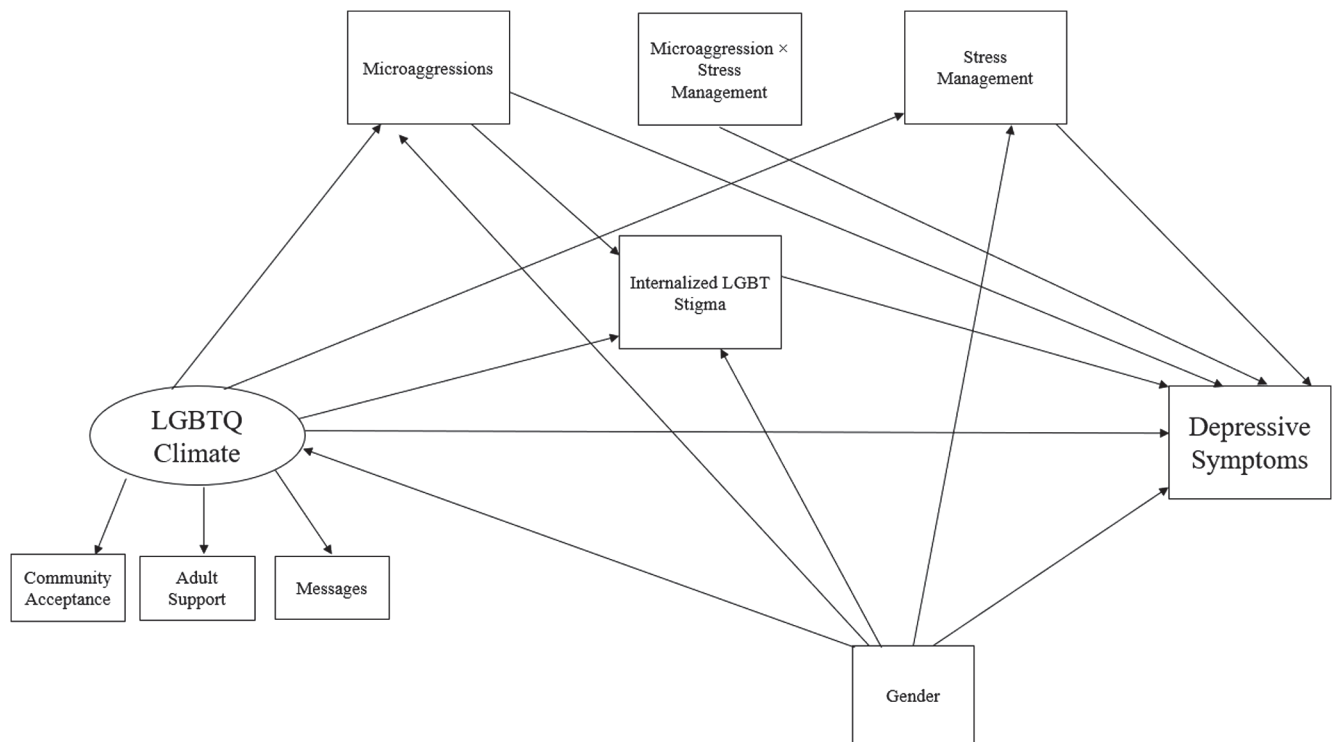 Microaggressions
Microaggression ×
Stress
Management
Stress
Management
Internalized LGBT
Stigma
LGBTQ
Climate
Depressive
Symptoms
Community
Acceptance
Adult
Support
Messages
Gender